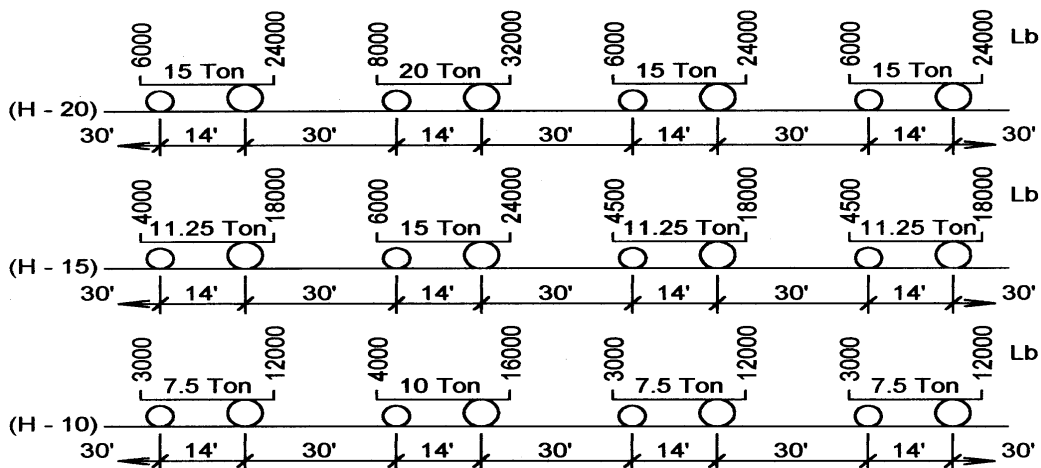 6000 24000 8000 32000 6000 24000 6000 24000 Lb
15 Ton 20 Ton 15 Ton 15 Ton
(H - 20)
30' 14' 30' 14' 30' 14' 30' 14' 30'
4000 18000 6000 24000 4500 18000 4500 18000 Lb
11.25 Ton 15 Ton 11.25 Ton 11.25 Ton
(H - 15)
30' 14' 30' 14' 30' 14' 30' 14' 30'
3000 12000 4000 16000 3000 12000 3000 12000 Lb
7.5 Ton 10 Ton 7.5 Ton 7.5 Ton
(H - 10)
30' 14' 30' 14' 30' 14' 30' 14' 30'